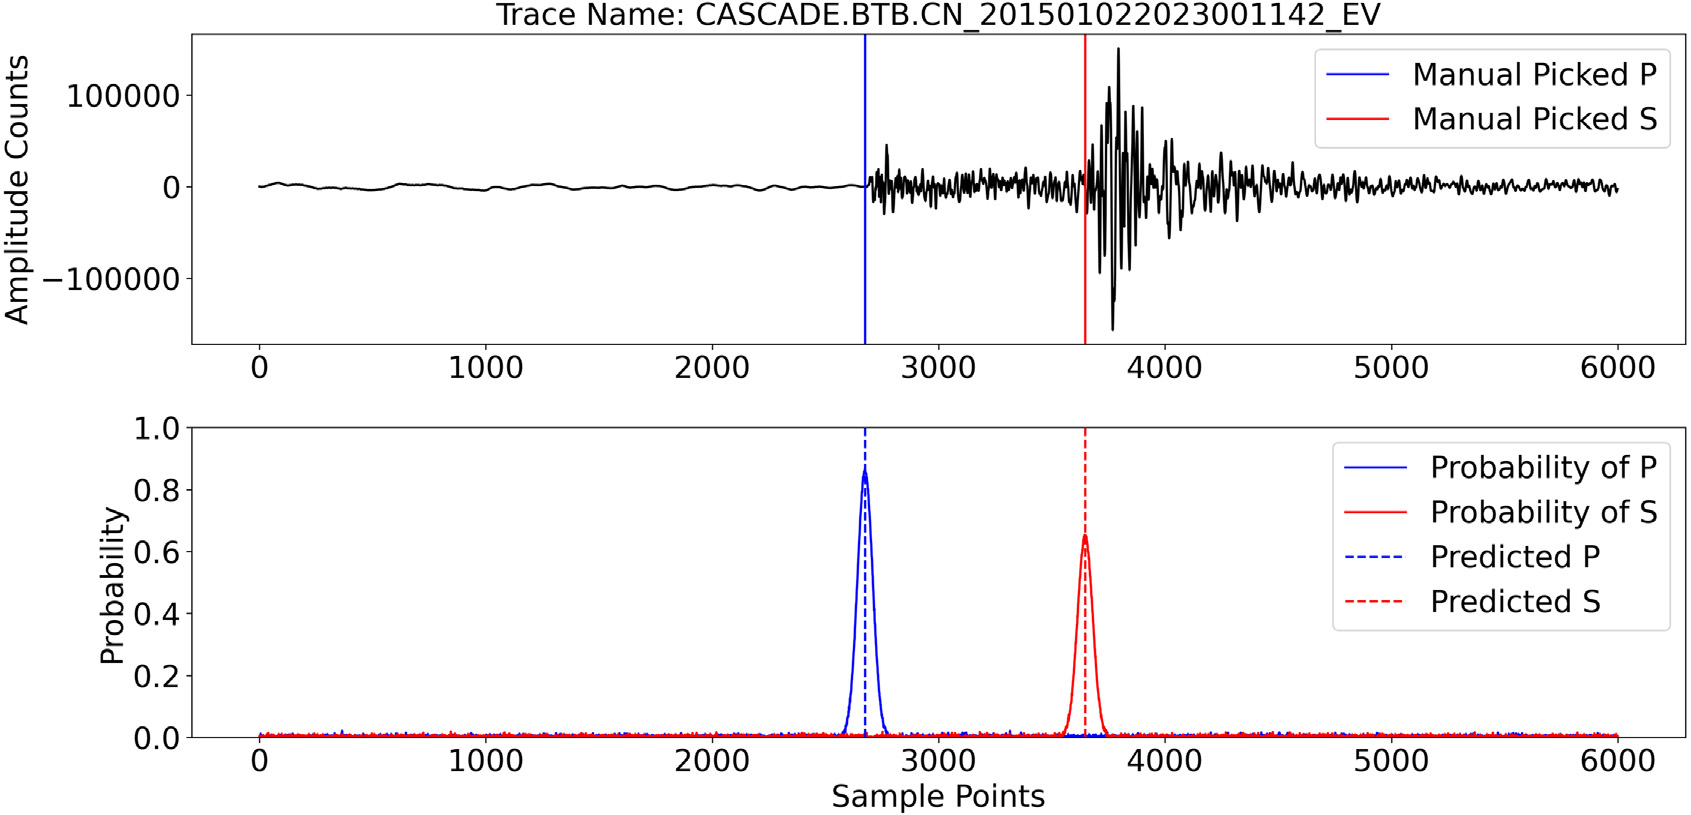 Trace Name: CASCADE.BTB.CN_201501022023001142_EV
Amplitude Counts
100000
0
−100000
Manual Picked P
Manual Picked S
0 1000 2000 3000 4000 5000 6000
Probability
1.0
0.8
0.6
0.4
0.2
0.0
Probability of P
Probability of S
Predicted P
Predicted S
0 1000 2000 3000 4000 5000 6000
Sample Points